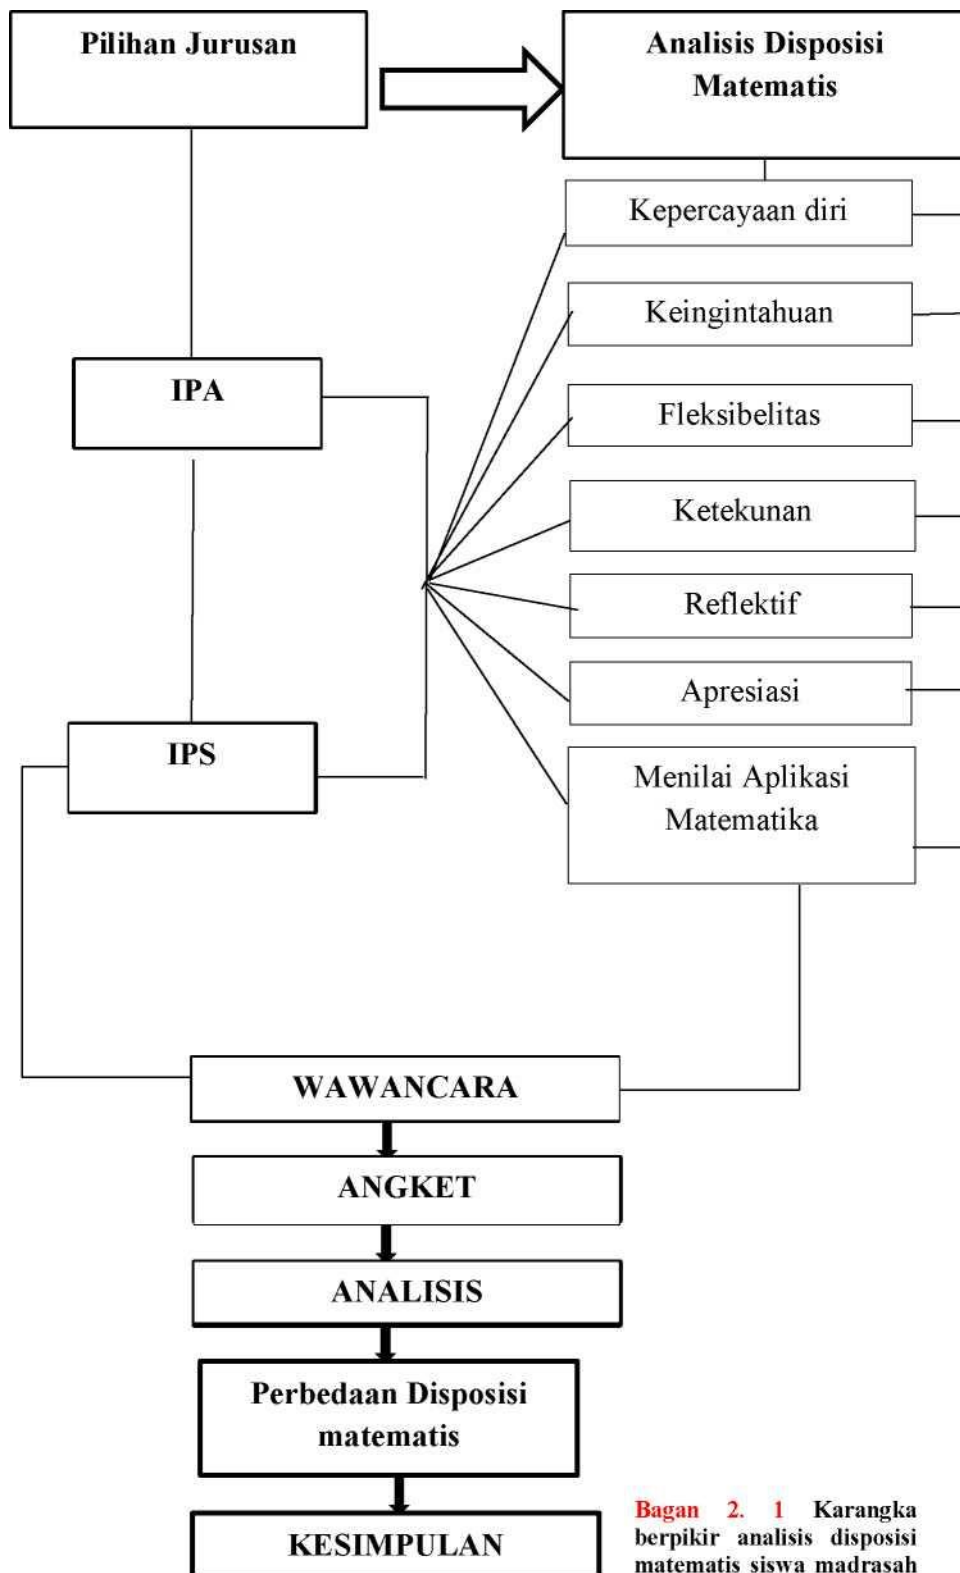 Pilihan Jurusan
Analisis Disposisi
Matematis
Kepercayaan diri
Keingintahuan
IPA
Fleksibelitas
Ketekunan
Reflektif
Apresiasi
IPS
Menilai Aplikasi
Matematika
WAWANCARA
ANGKET
ANALISIS
Perbedaan Disposisi
matematis
KESIMPULAN
Bagan 2. 1 Karangka
berpikir analisis disposisi
matematis siswa madrasah